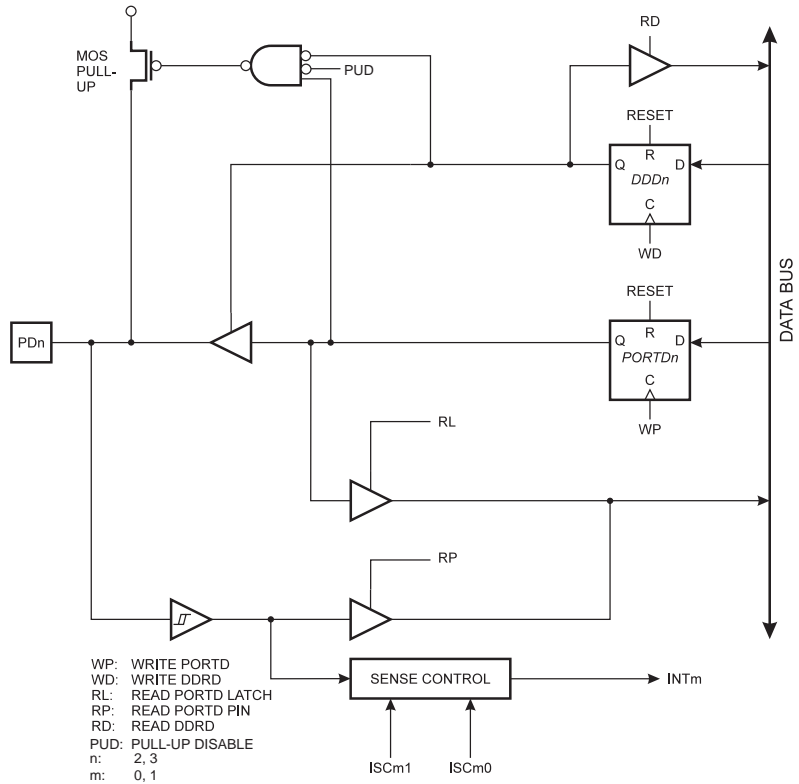 RD
MOS
PULL-
UP
PUD
RESET
R
Q
D
DDDn
C
WD
DATA BUS
RESET
PDn
R
Q
D
PORTDn
C
WP
RL
RP
WP: WRITE PORTD
WD: WRITE DDRD
RL: READ PORTD LATCH
RP: READ PORTD PIN
RD: READ DDRD
PUD: PULL-UP DISABLE
n: 2, 3
m: 0, 1
SENSE CONTROL
INTm
ISCm1
ISCm0